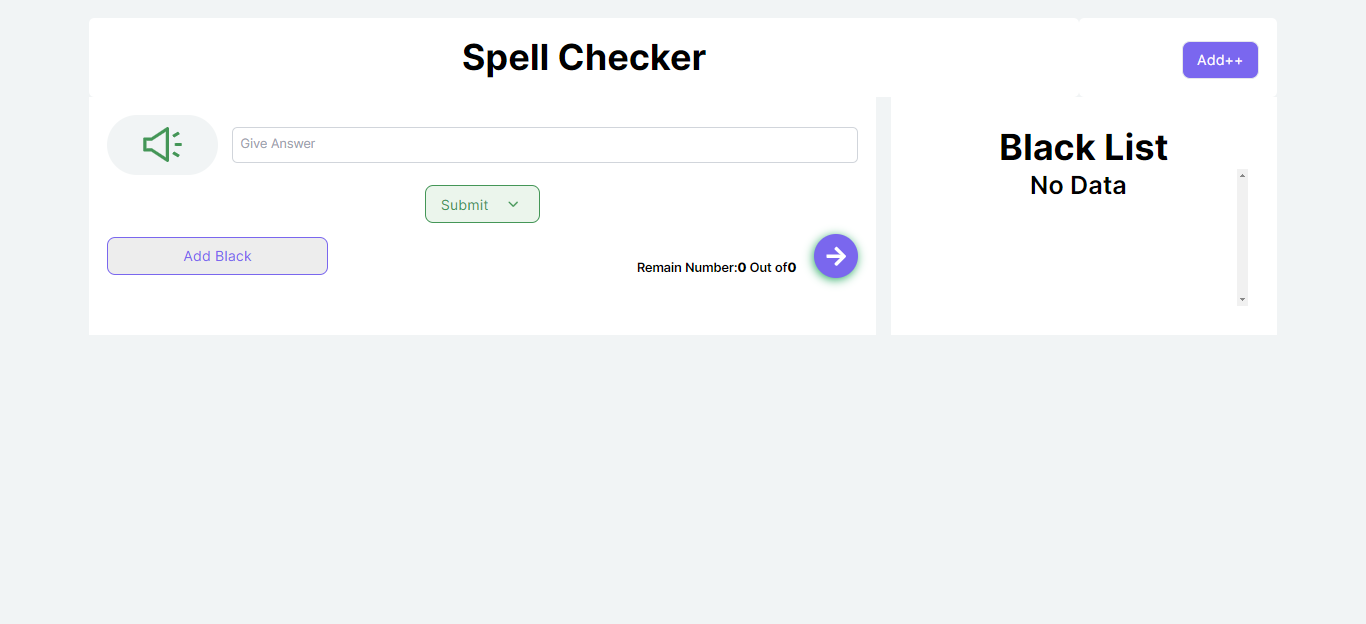 Spell Checker
Add++
Give Answer
Submit
Add Black
Remain Number:0 Out of0
Black List
No Data